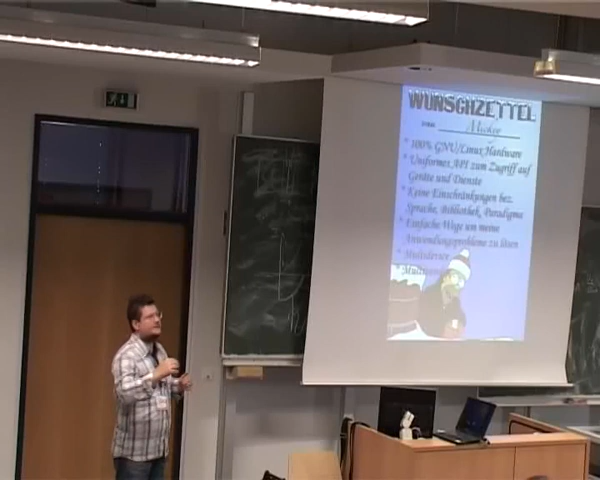 WUNSCHZETTEL
* 100% GNU/Linux Hardware
* Uniformes API zum Zugriff auf
Geräte und Dienste
* Keine Einschränkungen bez.
Sprache, Bibliothek, Paradigma
* Einfache Wege um meine
Anwendungsprobleme zu lösen
* Multidevice